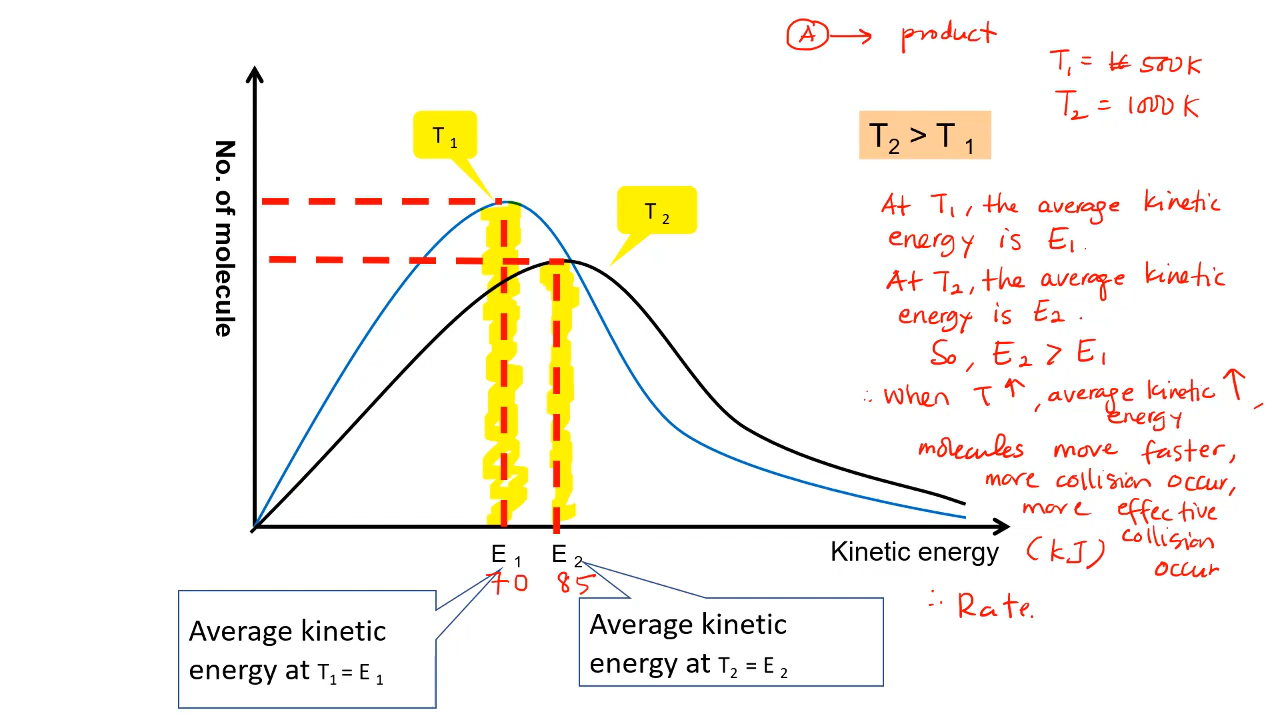 A → product
T₁ = 500K
T₂ = 1000K
T₂ > T₁
T₁
T₂
No. of molecule
At T₁, the average kinetic
energy is E₁.
At T₂, the average kinetic
energy is E₂.
So, E₂ > E₁
∴ When T ↑, average kinetic ↑,
energy
molecules move faster,
more collision occur,
more effective
collision
occur
∴ Rate.
E₁
E₂
Kinetic energy
(kJ)
70
85
Average kinetic
energy at T₁ = E₁
Average kinetic
energy at T₂ = E₂